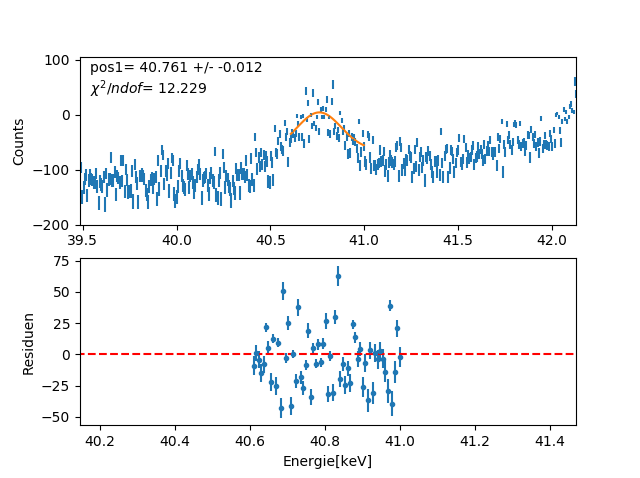 pos1= 40.761 +/- -0.012
χ²/ndof= 12.229
100
0
−100
−200
Counts
39.5 40.0 40.5 41.0 41.5 42.0
75
50
25
0
−25
−50
Residuen
40.2 40.4 40.6 40.8 41.0 41.2 41.4
Energie[keV]